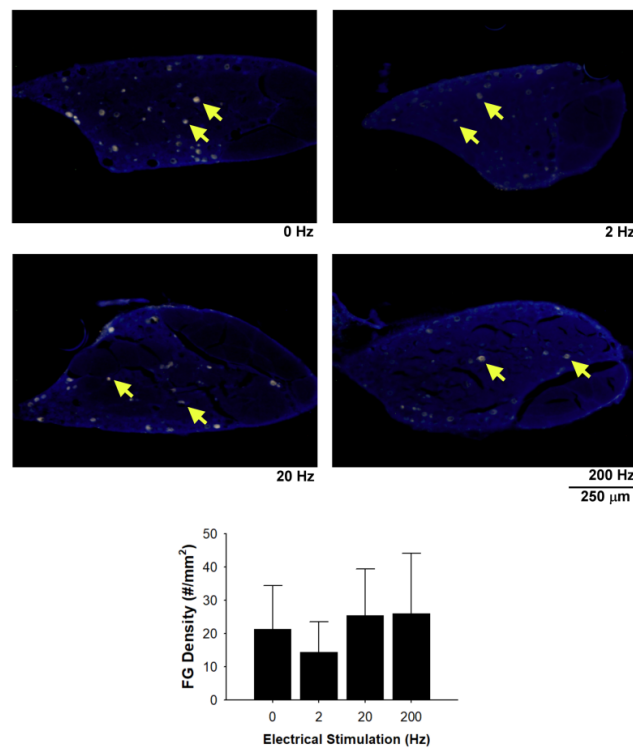 0 Hz
2 Hz
20 Hz
200 Hz
250 μm
50
40
30
20
10
0
FG Density (#/mm²)
0 2 20 200
Electrical Stimulation (Hz)